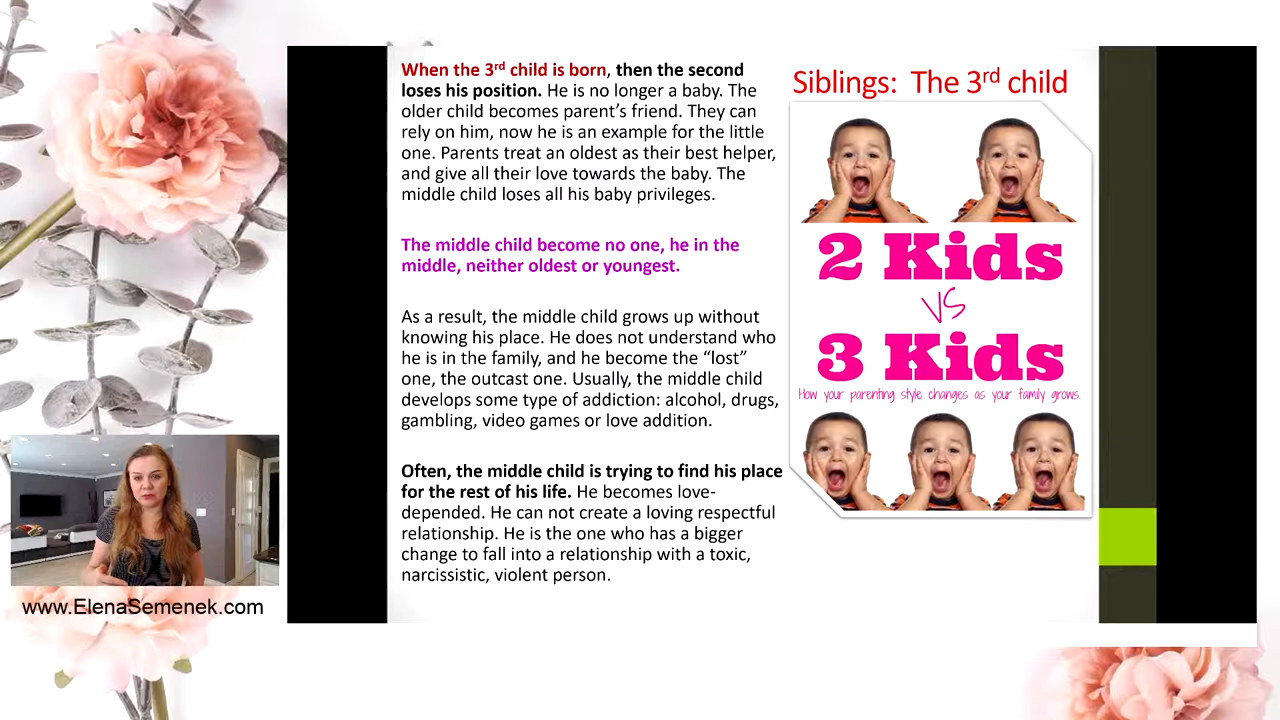 When the 3rd child is born, then the second
loses his position. He is no longer a baby. The
older child becomes parent's friend. They can
rely on him, now he is an example for the little
one. Parents treat an oldest as their best helper,
and give all their love towards the baby. The
middle child loses all his baby privileges.
The middle child become no one, he in the
middle, neither oldest or youngest.
As a result, the middle child grows up without
knowing his place. He does not understand who
he is in the family, and he become the “lost”
one, the outcast one. Usually, the middle child
develops some type of addiction: alcohol, drugs,
gambling, video games or love addition.
Often, the middle child is trying to find his place
for the rest of his life. He becomes love-
depended. He can not create a loving respectful
relationship. He is the one who has a bigger
change to fall into a relationship with a toxic,
narcissistic, violent person.
Siblings: The 3rd child
2 Kids
VS
3 Kids
How your parenting style changes as your family grows.
www.ElenaSemenek.com